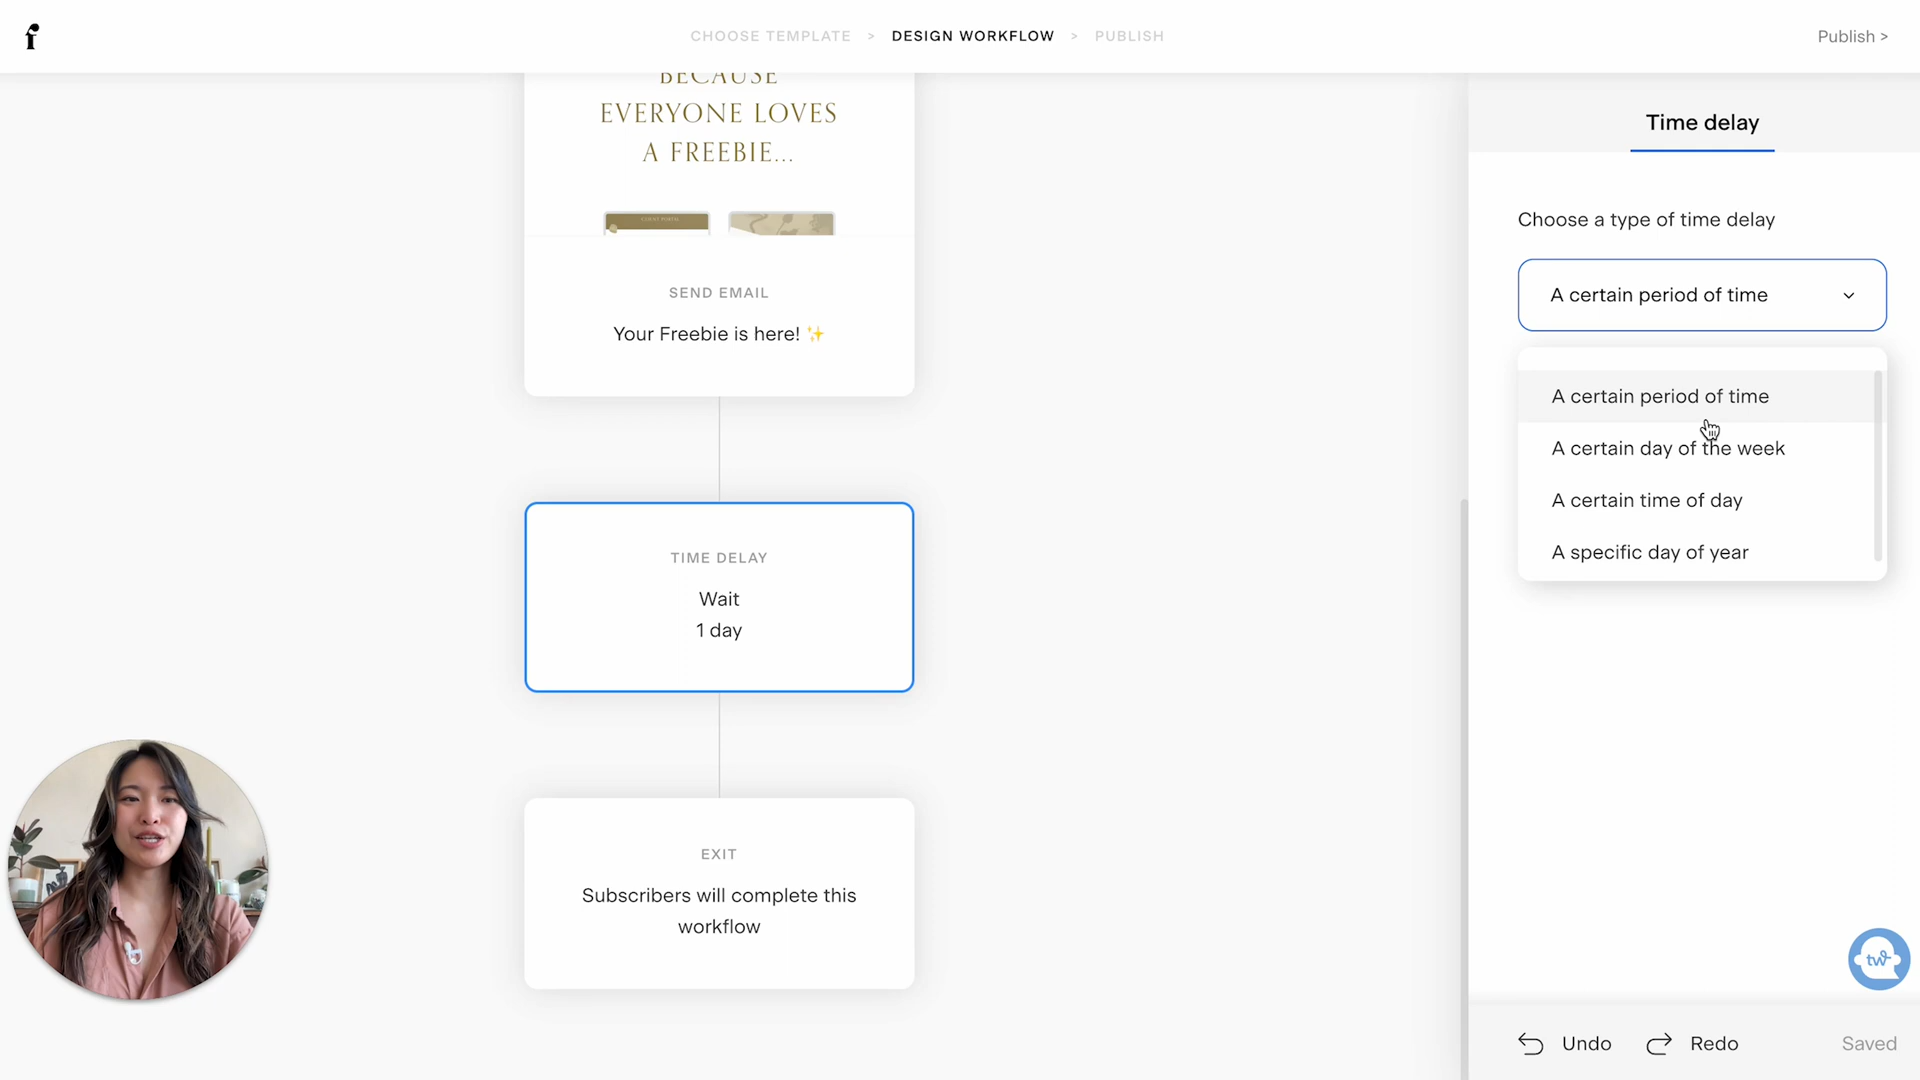 f
CHOOSE TEMPLATE > DESIGN WORKFLOW > PUBLISH
Publish >
BECAUSE
EVERYONE LOVES
A FREEBIE...
SEND EMAIL
Your Freebie is here! ✨
TIME DELAY
Wait
1 day
EXIT
Subscribers will complete this
workflow
Time delay
Choose a type of time delay
A certain period of time
A certain period of time
A certain day of the week
A certain time of day
A specific day of year
tw
Undo
Redo
Saved